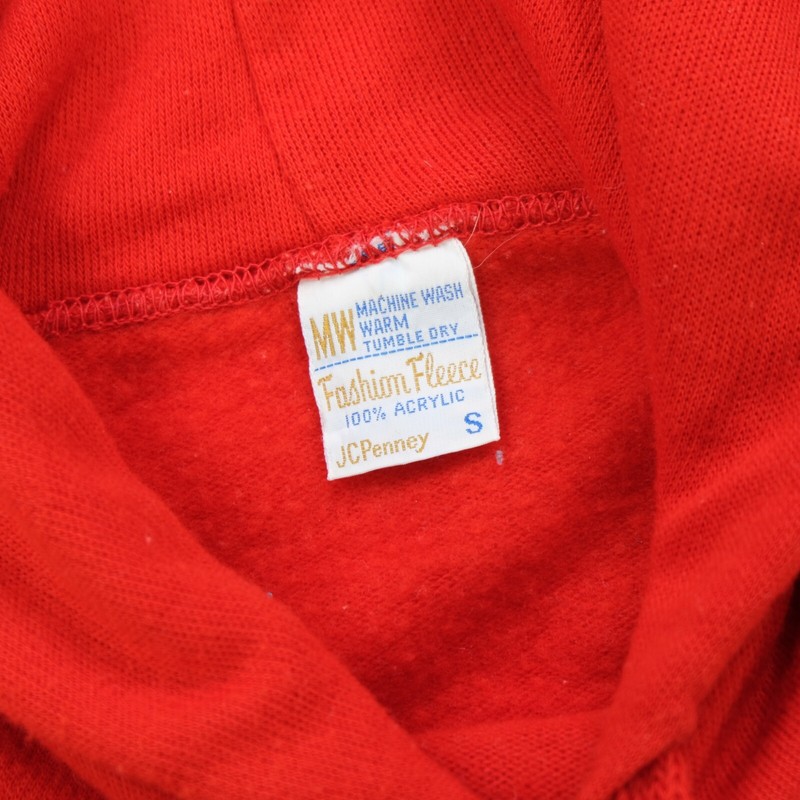 MW MACHINE WASH
WARM
TUMBLE DRY
Fashion Fleece
100% ACRYLIC
S
JCPenney